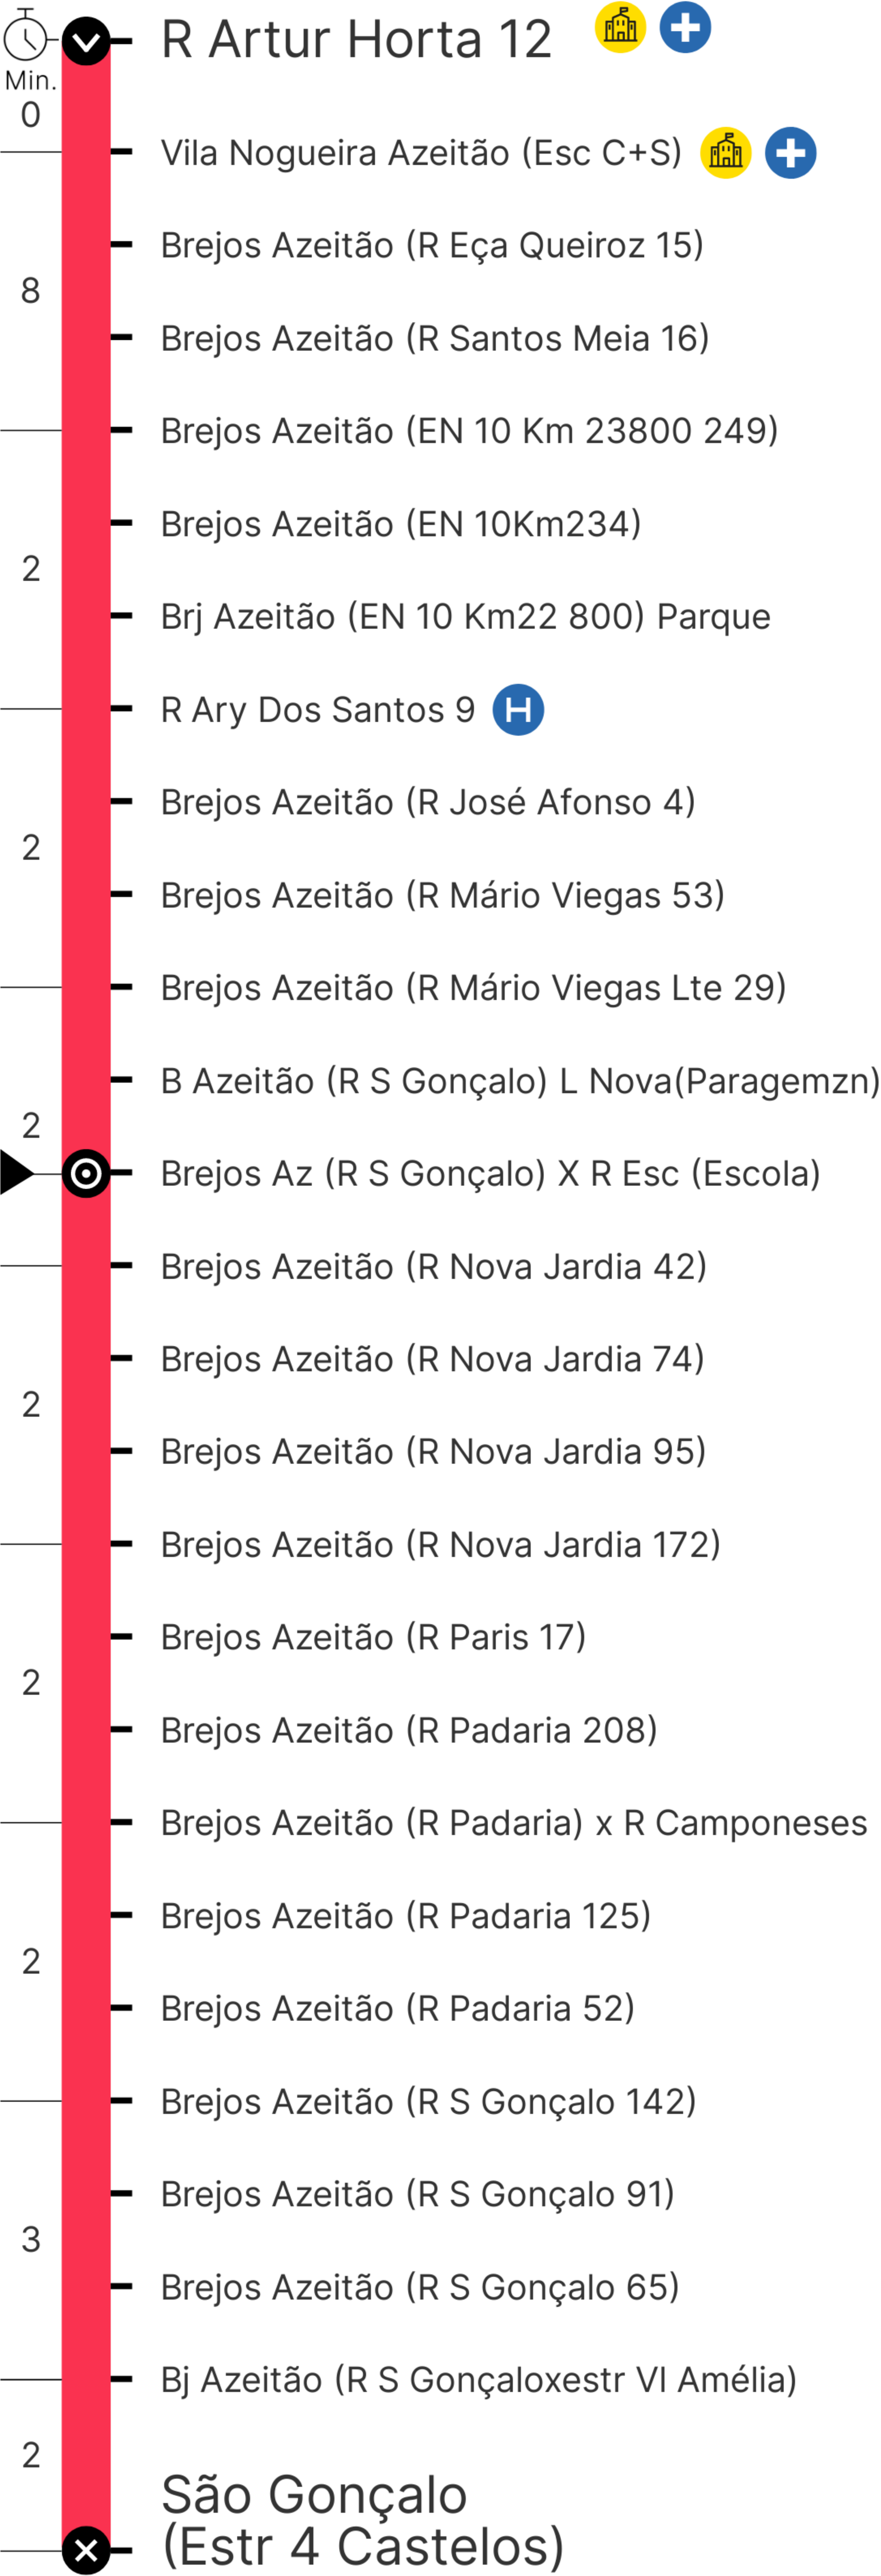 R Artur Horta 12
Min.
0
Vila Nogueira Azeitão (Esc C+S)
Brejos Azeitão (R Eça Queiroz 15)
8
Brejos Azeitão (R Santos Meia 16)
Brejos Azeitão (EN 10 Km 23800 249)
Brejos Azeitão (EN 10Km234)
2
Brj Azeitão (EN 10 Km22 800) Parque
R Ary Dos Santos 9 H
Brejos Azeitão (R José Afonso 4)
2
Brejos Azeitão (R Mário Viegas 53)
Brejos Azeitão (R Mário Viegas Lte 29)
B Azeitão (R S Gonçalo) L Nova(Paragemzn)
2
Brejos Az (R S Gonçalo) X R Esc (Escola)
Brejos Azeitão (R Nova Jardia 42)
Brejos Azeitão (R Nova Jardia 74)
2
Brejos Azeitão (R Nova Jardia 95)
Brejos Azeitão (R Nova Jardia 172)
Brejos Azeitão (R Paris 17)
2
Brejos Azeitão (R Padaria 208)
Brejos Azeitão (R Padaria) x R Camponeses
Brejos Azeitão (R Padaria 125)
2
Brejos Azeitão (R Padaria 52)
Brejos Azeitão (R S Gonçalo 142)
Brejos Azeitão (R S Gonçalo 91)
3
Brejos Azeitão (R S Gonçalo 65)
Bj Azeitão (R S Gonçaloxestr Vl Amélia)
2
São Gonçalo
(Estr 4 Castelos)